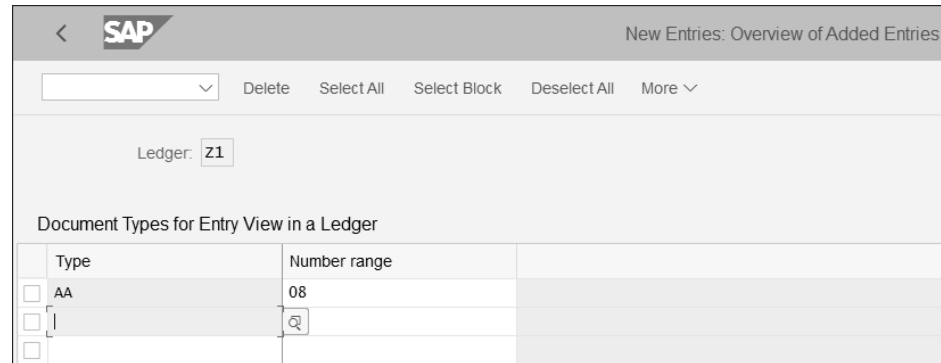 SAP New Entries: Overview of Added Entries
Delete Select All Select Block Deselect All More
Ledger: Z1
Document Types for Entry View in a Ledger
Type Number range
AA 08